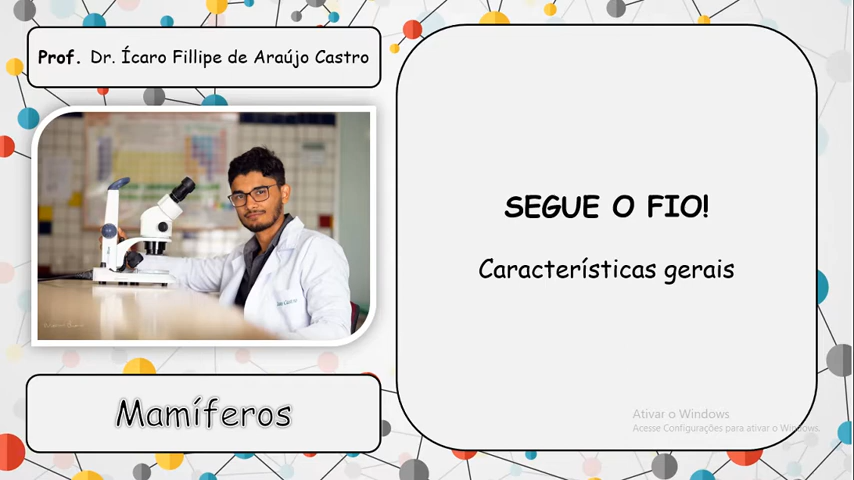 Prof. Dr. Ícaro Fillipe de Araújo Castro
SEGUE O FIO!
Características gerais
Mamíferos
Ativar o Windows
Acesse Configurações para ativar o Windows.